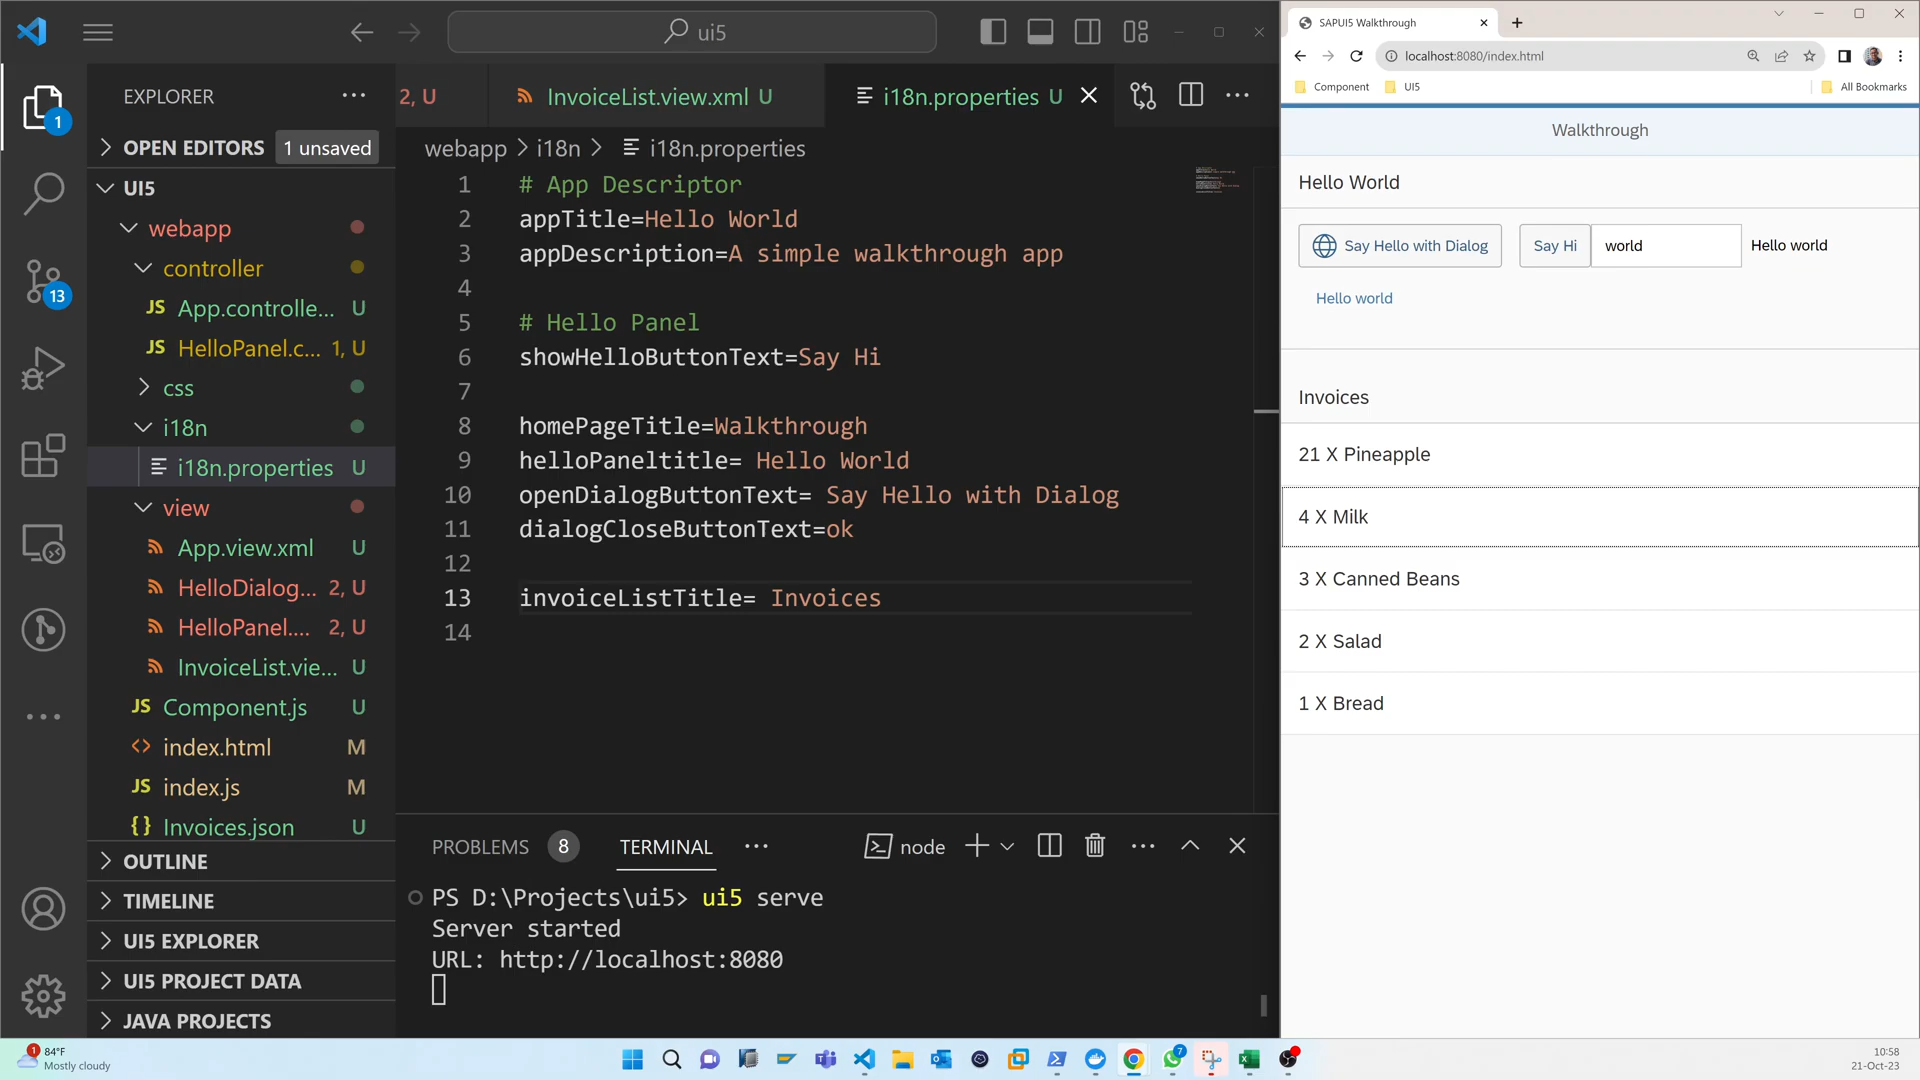 ui5
EXPLORER
OPEN EDITORS 1 unsaved
UI5
webapp
controller
JS App.controlle... U
JS HelloPanel.c... 1, U
css
i18n
i18n.properties U
view
App.view.xml U
HelloDialog... 2, U
HelloPanel.... 2, U
InvoiceList.vie... U
JS Component.js U
<> index.html M
JS index.js M
{} Invoices.json U
OUTLINE
TIMELINE
UI5 EXPLORER
UI5 PROJECT DATA
JAVA PROJECTS
1
13
2, U InvoiceList.view.xml U i18n.properties U
webapp > i18n > i18n.properties
1 # App Descriptor
2 appTitle=Hello World
3 appDescription=A simple walkthrough app
4
5 # Hello Panel
6 showHelloButtonText=Say Hi
7
8 homePageTitle=Walkthrough
9 helloPaneltitle= Hello World
10 openDialogButtonText= Say Hello with Dialog
11 dialogCloseButtonText=ok
12
13 invoiceListTitle= Invoices
14
PROBLEMS 8 TERMINAL ... node
PS D:\Projects\ui5> ui5 serve
Server started
URL: http://localhost:8080
SAPUI5 Walkthrough
localhost:8080/index.html
Component UI5 All Bookmarks
Walkthrough
Hello World
Say Hello with Dialog Say Hi world Hello world
Hello world
Invoices
21 X Pineapple
4 X Milk
3 X Canned Beans
2 X Salad
1 X Bread
1 84°F
Mostly cloudy
7
10:58
21-Oct-23